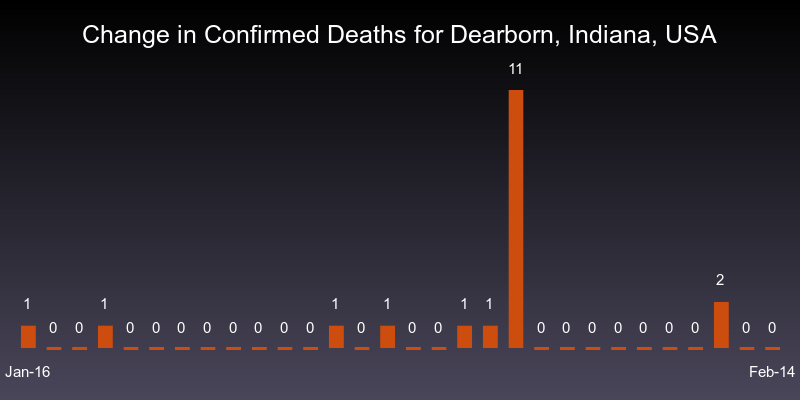 Change in Confirmed Deaths for Dearborn, Indiana, USA
11
2
1 0 0 1 0 0 0 0 0 0 0 0 1 0 1 0 0 1 1 0 0 0 0 0 0 0 0 0
Jan-16 Feb-14